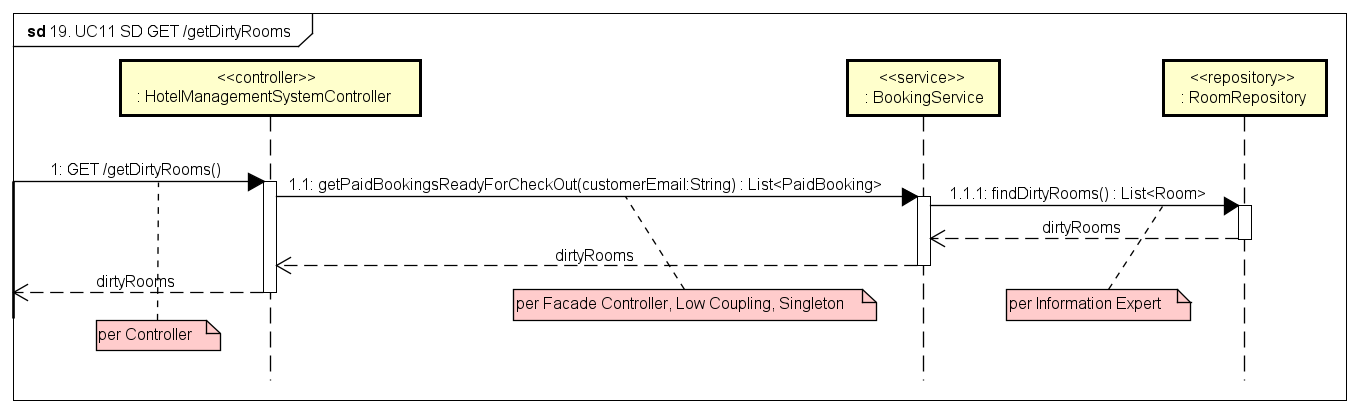 sd 19. UC11 SD GET /getDirtyRooms
<<controller>>
: HotelManagementSystemController
<<service>>
: BookingService
<<repository>>
: RoomRepository
1: GET /getDirtyRooms()
1.1: getPaidBookingsReadyForCheckOut(customerEmail:String) : List<PaidBooking>
1.1.1: findDirtyRooms() : List<Room>
dirtyRooms
dirtyRooms
dirtyRooms
per Facade Controller, Low Coupling, Singleton
per Information Expert
per Controller